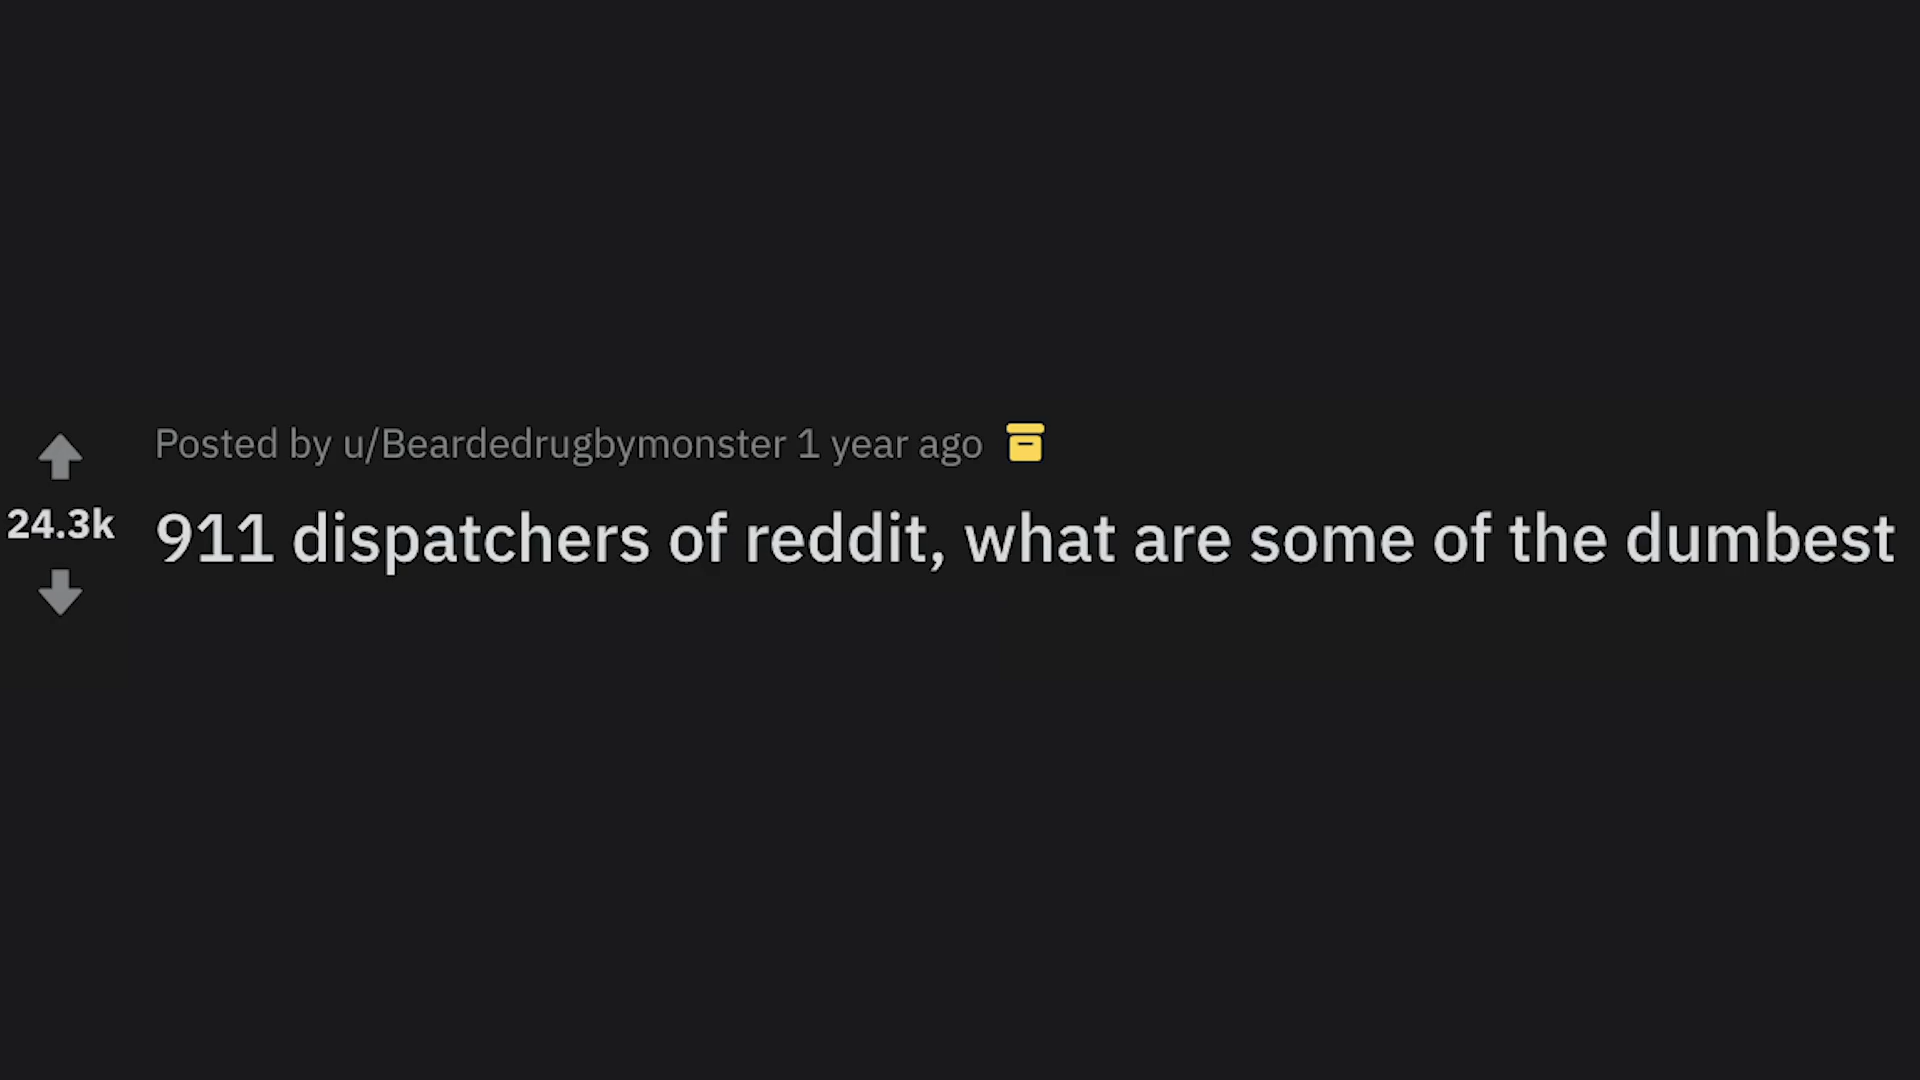 Posted by u/Beardedrugbymonster 1 year ago
24.3k
911 dispatchers of reddit, what are some of the dumbest